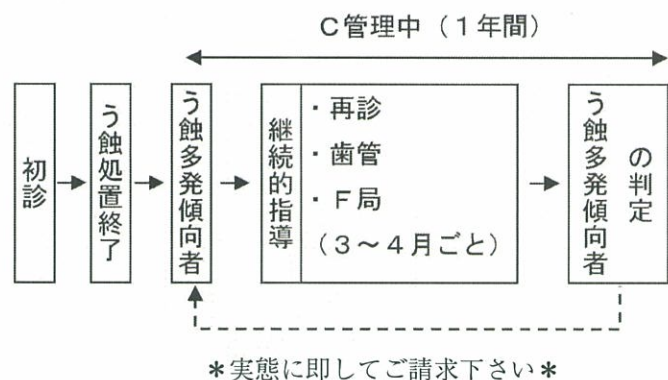 C管理中(1年間)
初診
う蝕処置終了
う蝕多発傾向者
継続的指導
・再診
・歯管
・F局
(3~4月ごと)
う蝕多発傾向者
の判定
*実態に即してご請求下さい*